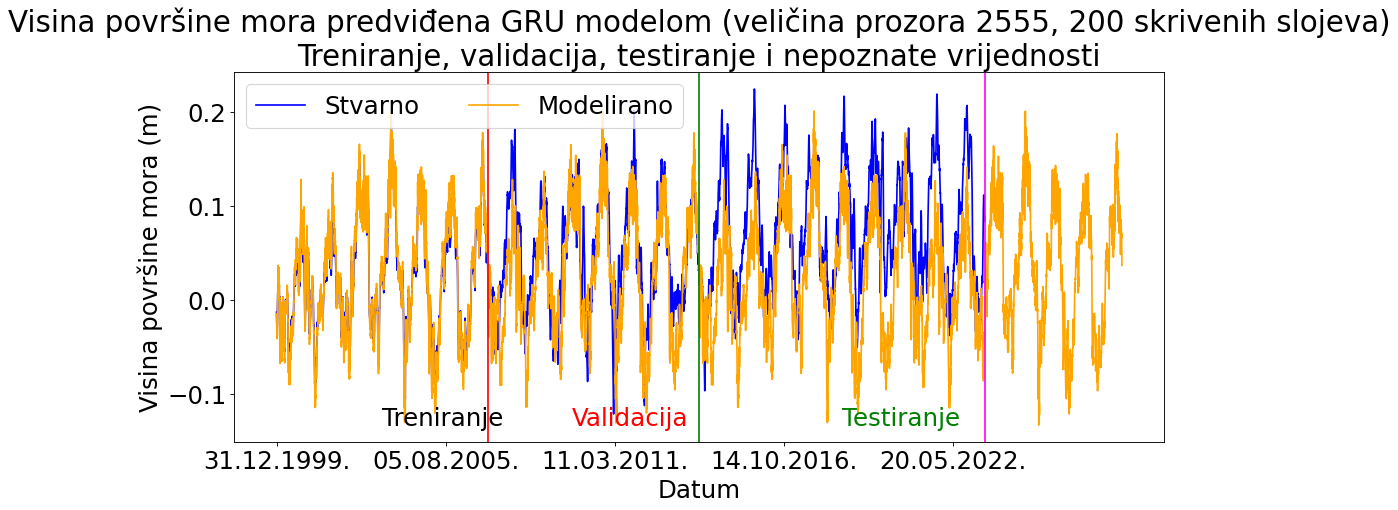 Visina površine mora predviđena GRU modelom (veličina prozora 2555, 200 skrivenih slojeva)
Treniranje, validacija, testiranje i nepoznate vrijednosti
Stvarno Modelirano
Visina površine mora (m)
0.2
0.1
0.0
−0.1
Treniranje Validacija Testiranje
31.12.1999. 05.08.2005. 11.03.2011. 14.10.2016. 20.05.2022.
Datum